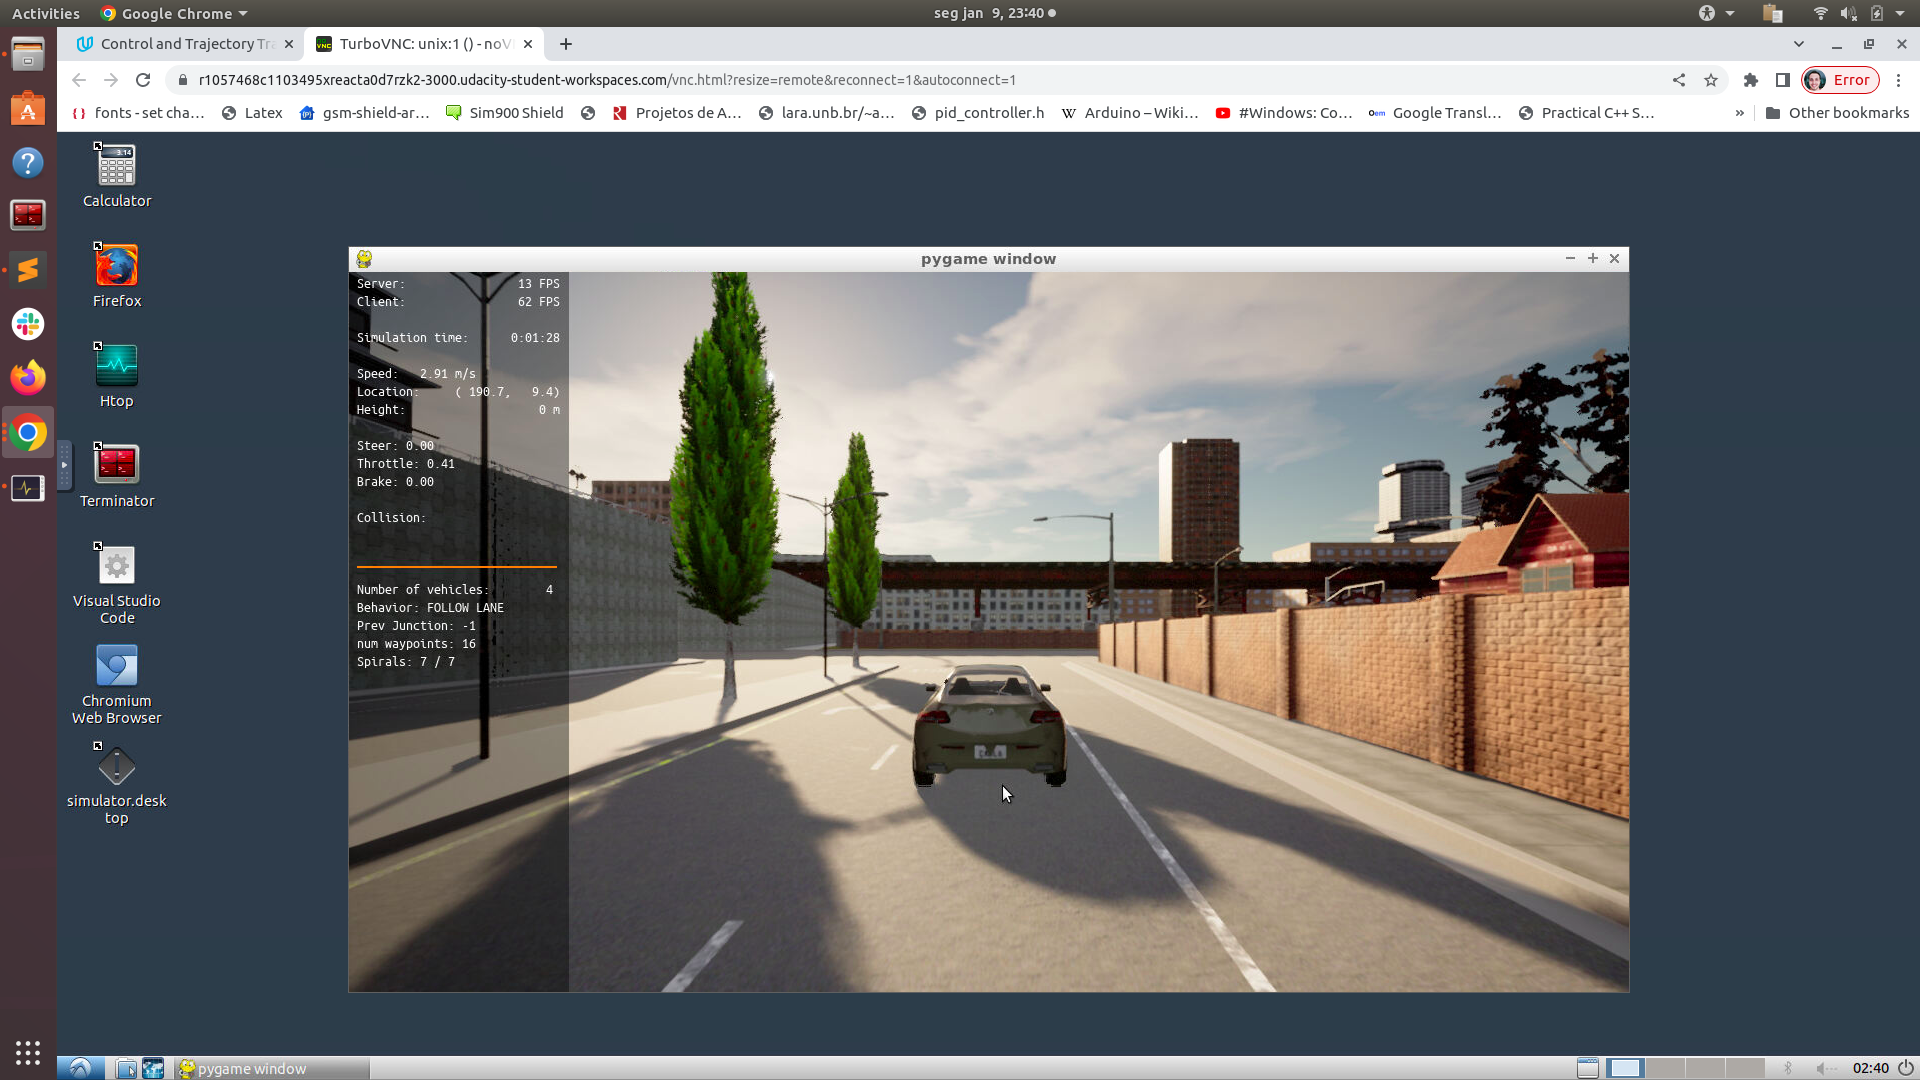 Activities
Google Chrome
seg jan 9, 23:40
Control and Trajectory Tr
TurboVNC: unix:1 () - noV
r1057468c1103495xreacta0d7rzk2-3000.udacity-student-workspaces.com/vnc.html?resize=remote&reconnect=1&autoconnect=1
Error
fonts - set cha…
Latex
gsm-shield-ar…
Sim900 Shield
Projetos de A…
lara.unb.br/~a…
pid_controller.h
Arduino – Wiki…
#Windows: Co…
Google Transl…
Practical C++ S…
»
Other bookmarks
3.14
Calculator
Firefox
Htop
Terminator
Visual Studio
Code
Chromium
Web Browser
simulator.desk
top
pygame window
Server: 13 FPS
Client: 62 FPS
Simulation time: 0:01:28
Speed: 2.91 m/s
Location: ( 190.7, 9.4)
Height: 0 m
Steer: 0.00
Throttle: 0.41
Brake: 0.00
Collision:
Number of vehicles: 4
Behavior: FOLLOW LANE
Prev Junction: -1
num waypoints: 16
Spirals: 7 / 7
pygame window
02:40